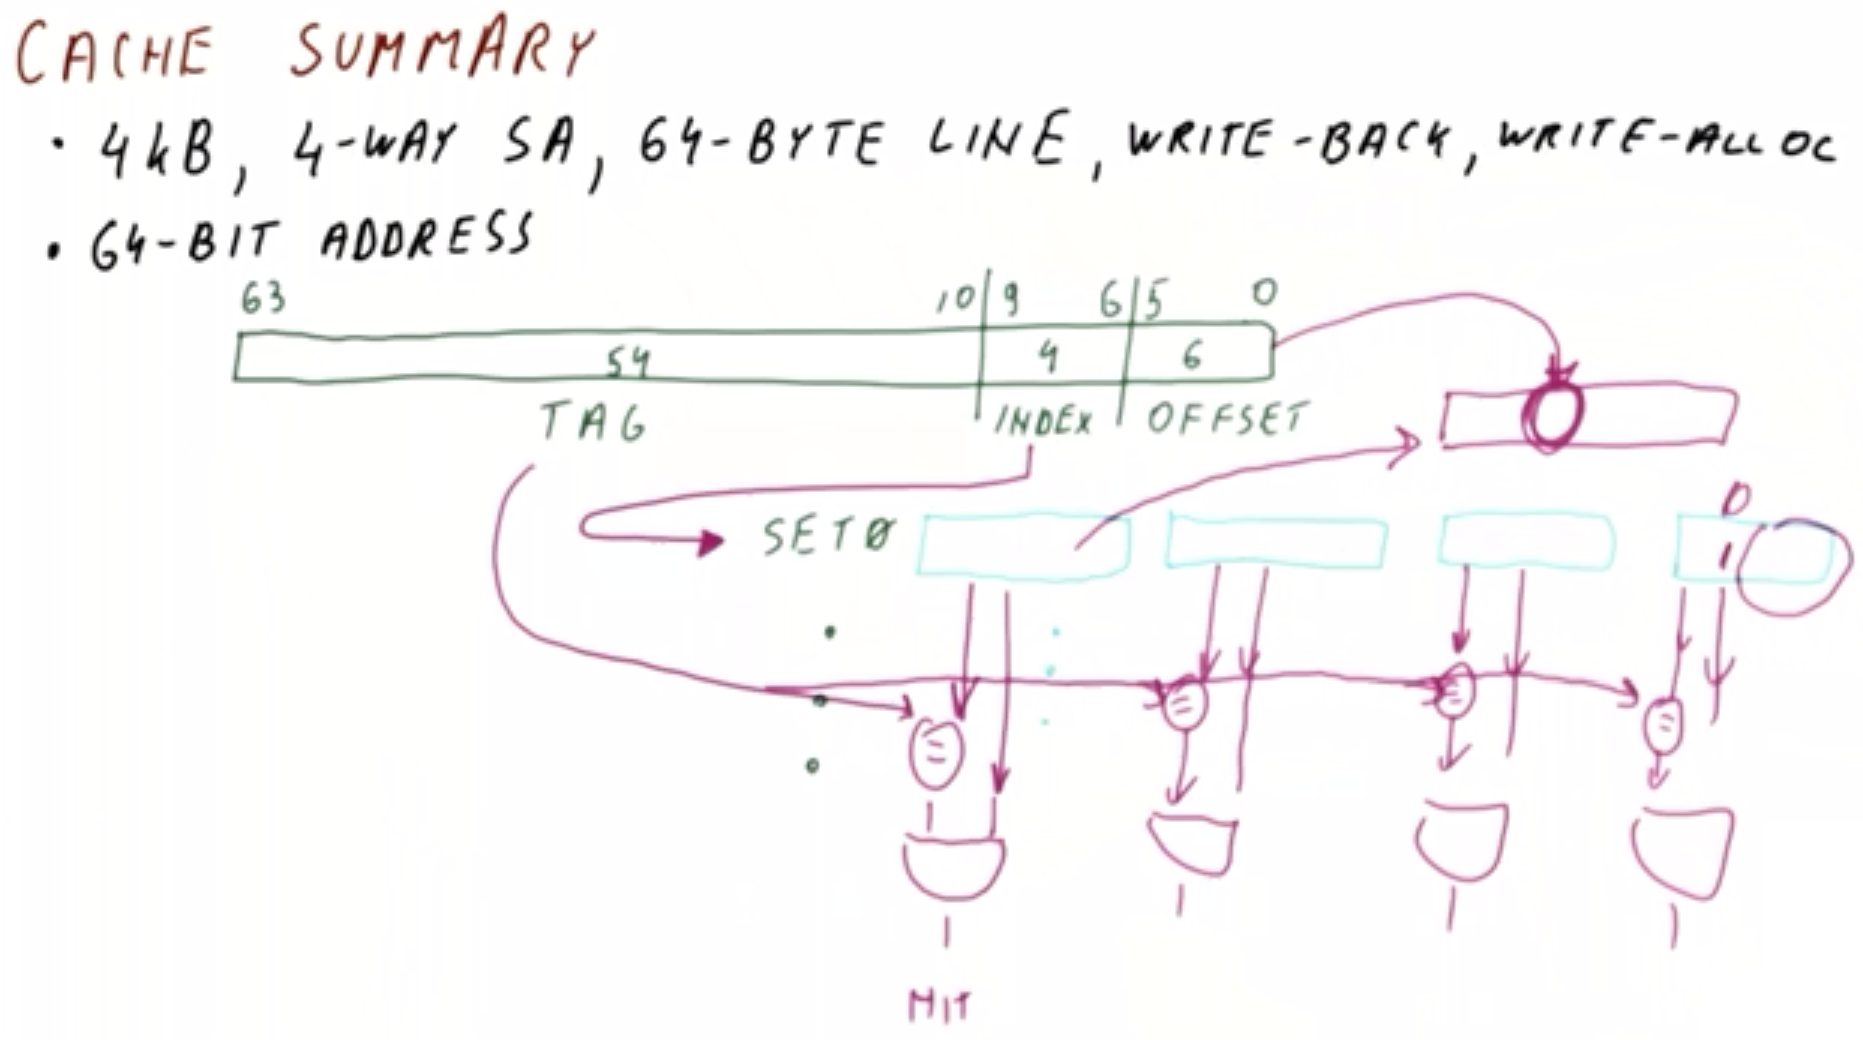 CACHE SUMMARY
• 4kB, 4-WAY SA, 64-BYTE LINE, WRITE-BACK, WRITE-ALLOC
• 64-BIT ADDRESS
63 10 9 6 5 0
54 4 6
TAG INDEX OFFSET
0
SET0
1
HIT